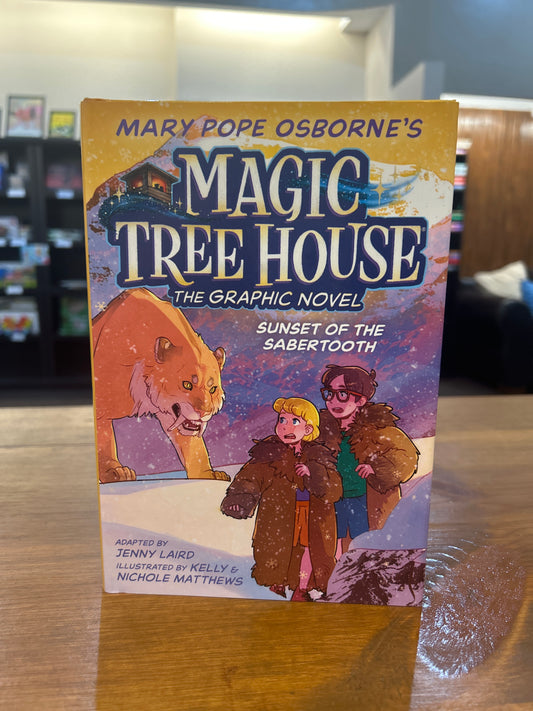 MARY POPE OSBORNE'S
MAGIC
TREE HOUSE®
THE GRAPHIC NOVEL
SUNSET OF THE
SABERTOOTH
ADAPTED BY
JENNY LAIRD
ILLUSTRATED BY KELLY &
NICHOLE MATTHEWS